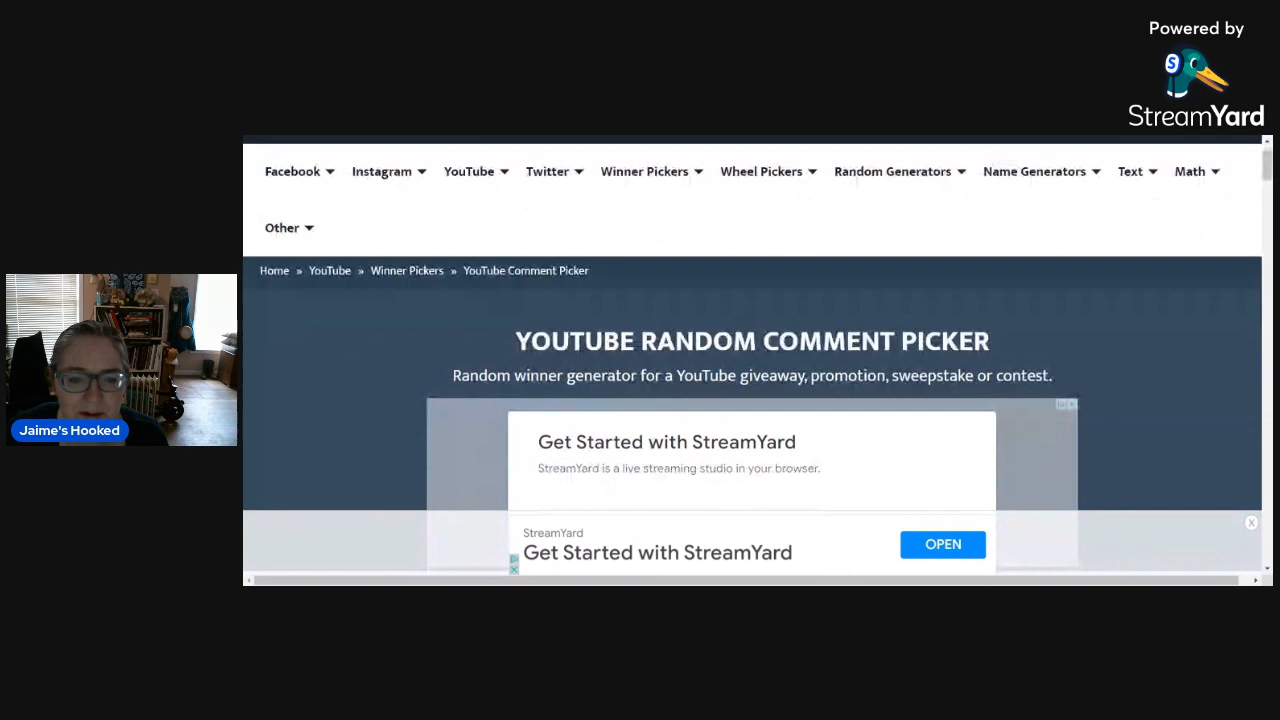 Powered by
StreamYard
Facebook Instagram YouTube Twitter Winner Pickers Wheel Pickers Random Generators Name Generators Text Math
Other
Home » YouTube » Winner Pickers » YouTube Comment Picker
YOUTUBE RANDOM COMMENT PICKER
Random winner generator for a YouTube giveaway, promotion, sweepstake or contest.
Get Started with StreamYard
StreamYard is a live streaming studio in your browser.
StreamYard
Get Started with StreamYard
OPEN
Jaime's Hooked